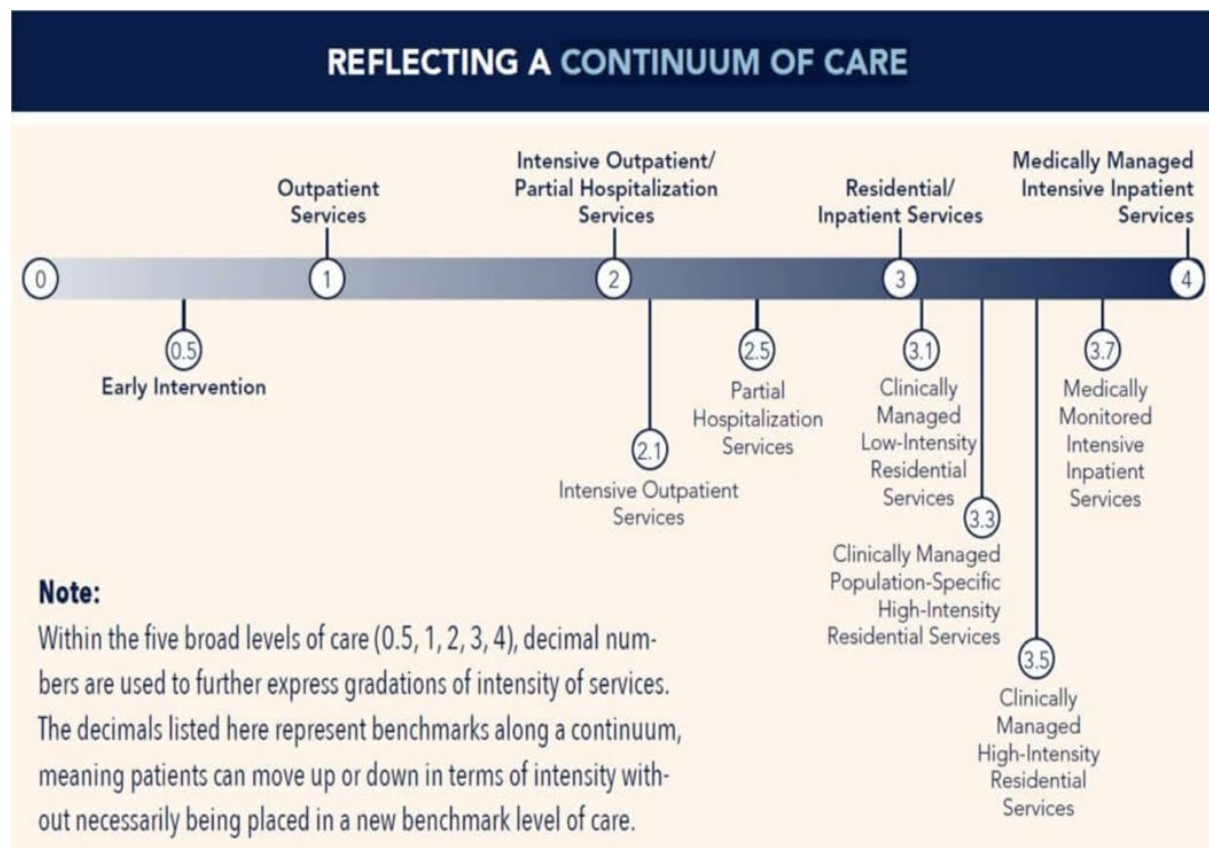 REFLECTING A CONTINUUM OF CARE
Outpatient
Services
Intensive Outpatient/
Partial Hospitalization
Services
Residential/
Inpatient Services
Medically Managed
Intensive Inpatient
Services
0
1
2
3
4
0.5
Early Intervention
2.1
Intensive Outpatient
Services
2.5
Partial
Hospitalization
Services
3.1
Clinically
Managed
Low-Intensity
Residential
Services
3.3
Clinically Managed
Population-Specific
High-Intensity
Residential Services
3.5
Clinically
Managed
High-Intensity
Residential
Services
3.7
Medically
Monitored
Intensive
Inpatient
Services
Note:
Within the five broad levels of care (0.5, 1, 2, 3, 4), decimal num-
bers are used to further express gradations of intensity of services.
The decimals listed here represent benchmarks along a continuum,
meaning patients can move up or down in terms of intensity with-
out necessarily being placed in a new benchmark level of care.